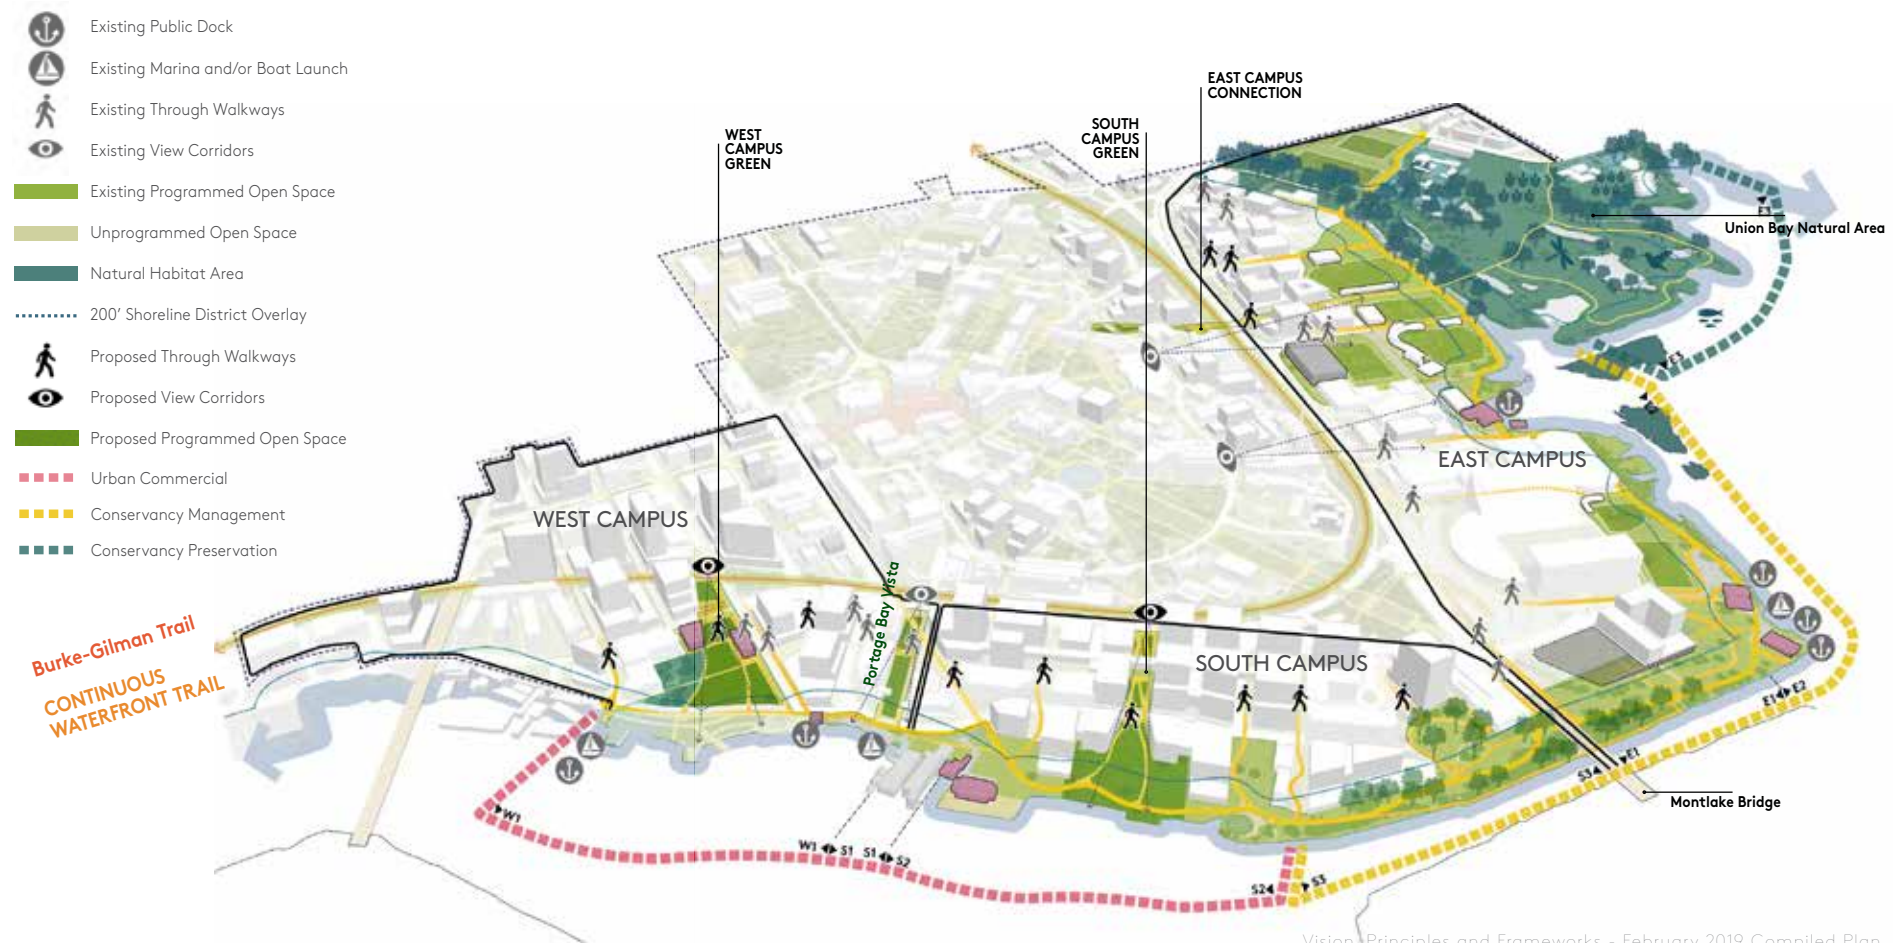 Existing Public Dock
Existing Marina and/or Boat Launch
Existing Through Walkways
Existing View Corridors
Existing Programmed Open Space
Unprogrammed Open Space
Natural Habitat Area
200' Shoreline District Overlay
Proposed Through Walkways
Proposed View Corridors
Proposed Programmed Open Space
Urban Commercial
Conservancy Management
Conservancy Preservation
EAST CAMPUS
CONNECTION
SOUTH
CAMPUS
GREEN
WEST
CAMPUS
GREEN
Union Bay Natural Area
E3
EAST CAMPUS
WEST CAMPUS
Portage Bay Vista
SOUTH CAMPUS
Burke-Gilman Trail
CONTINUOUS
WATERFRONT TRAIL
E1 E2
S3 E1
Montlake Bridge
W1
W1 S1 S1 S2
S2 S3
Vision, Principles and Frameworks - February 2019 Compiled Plan